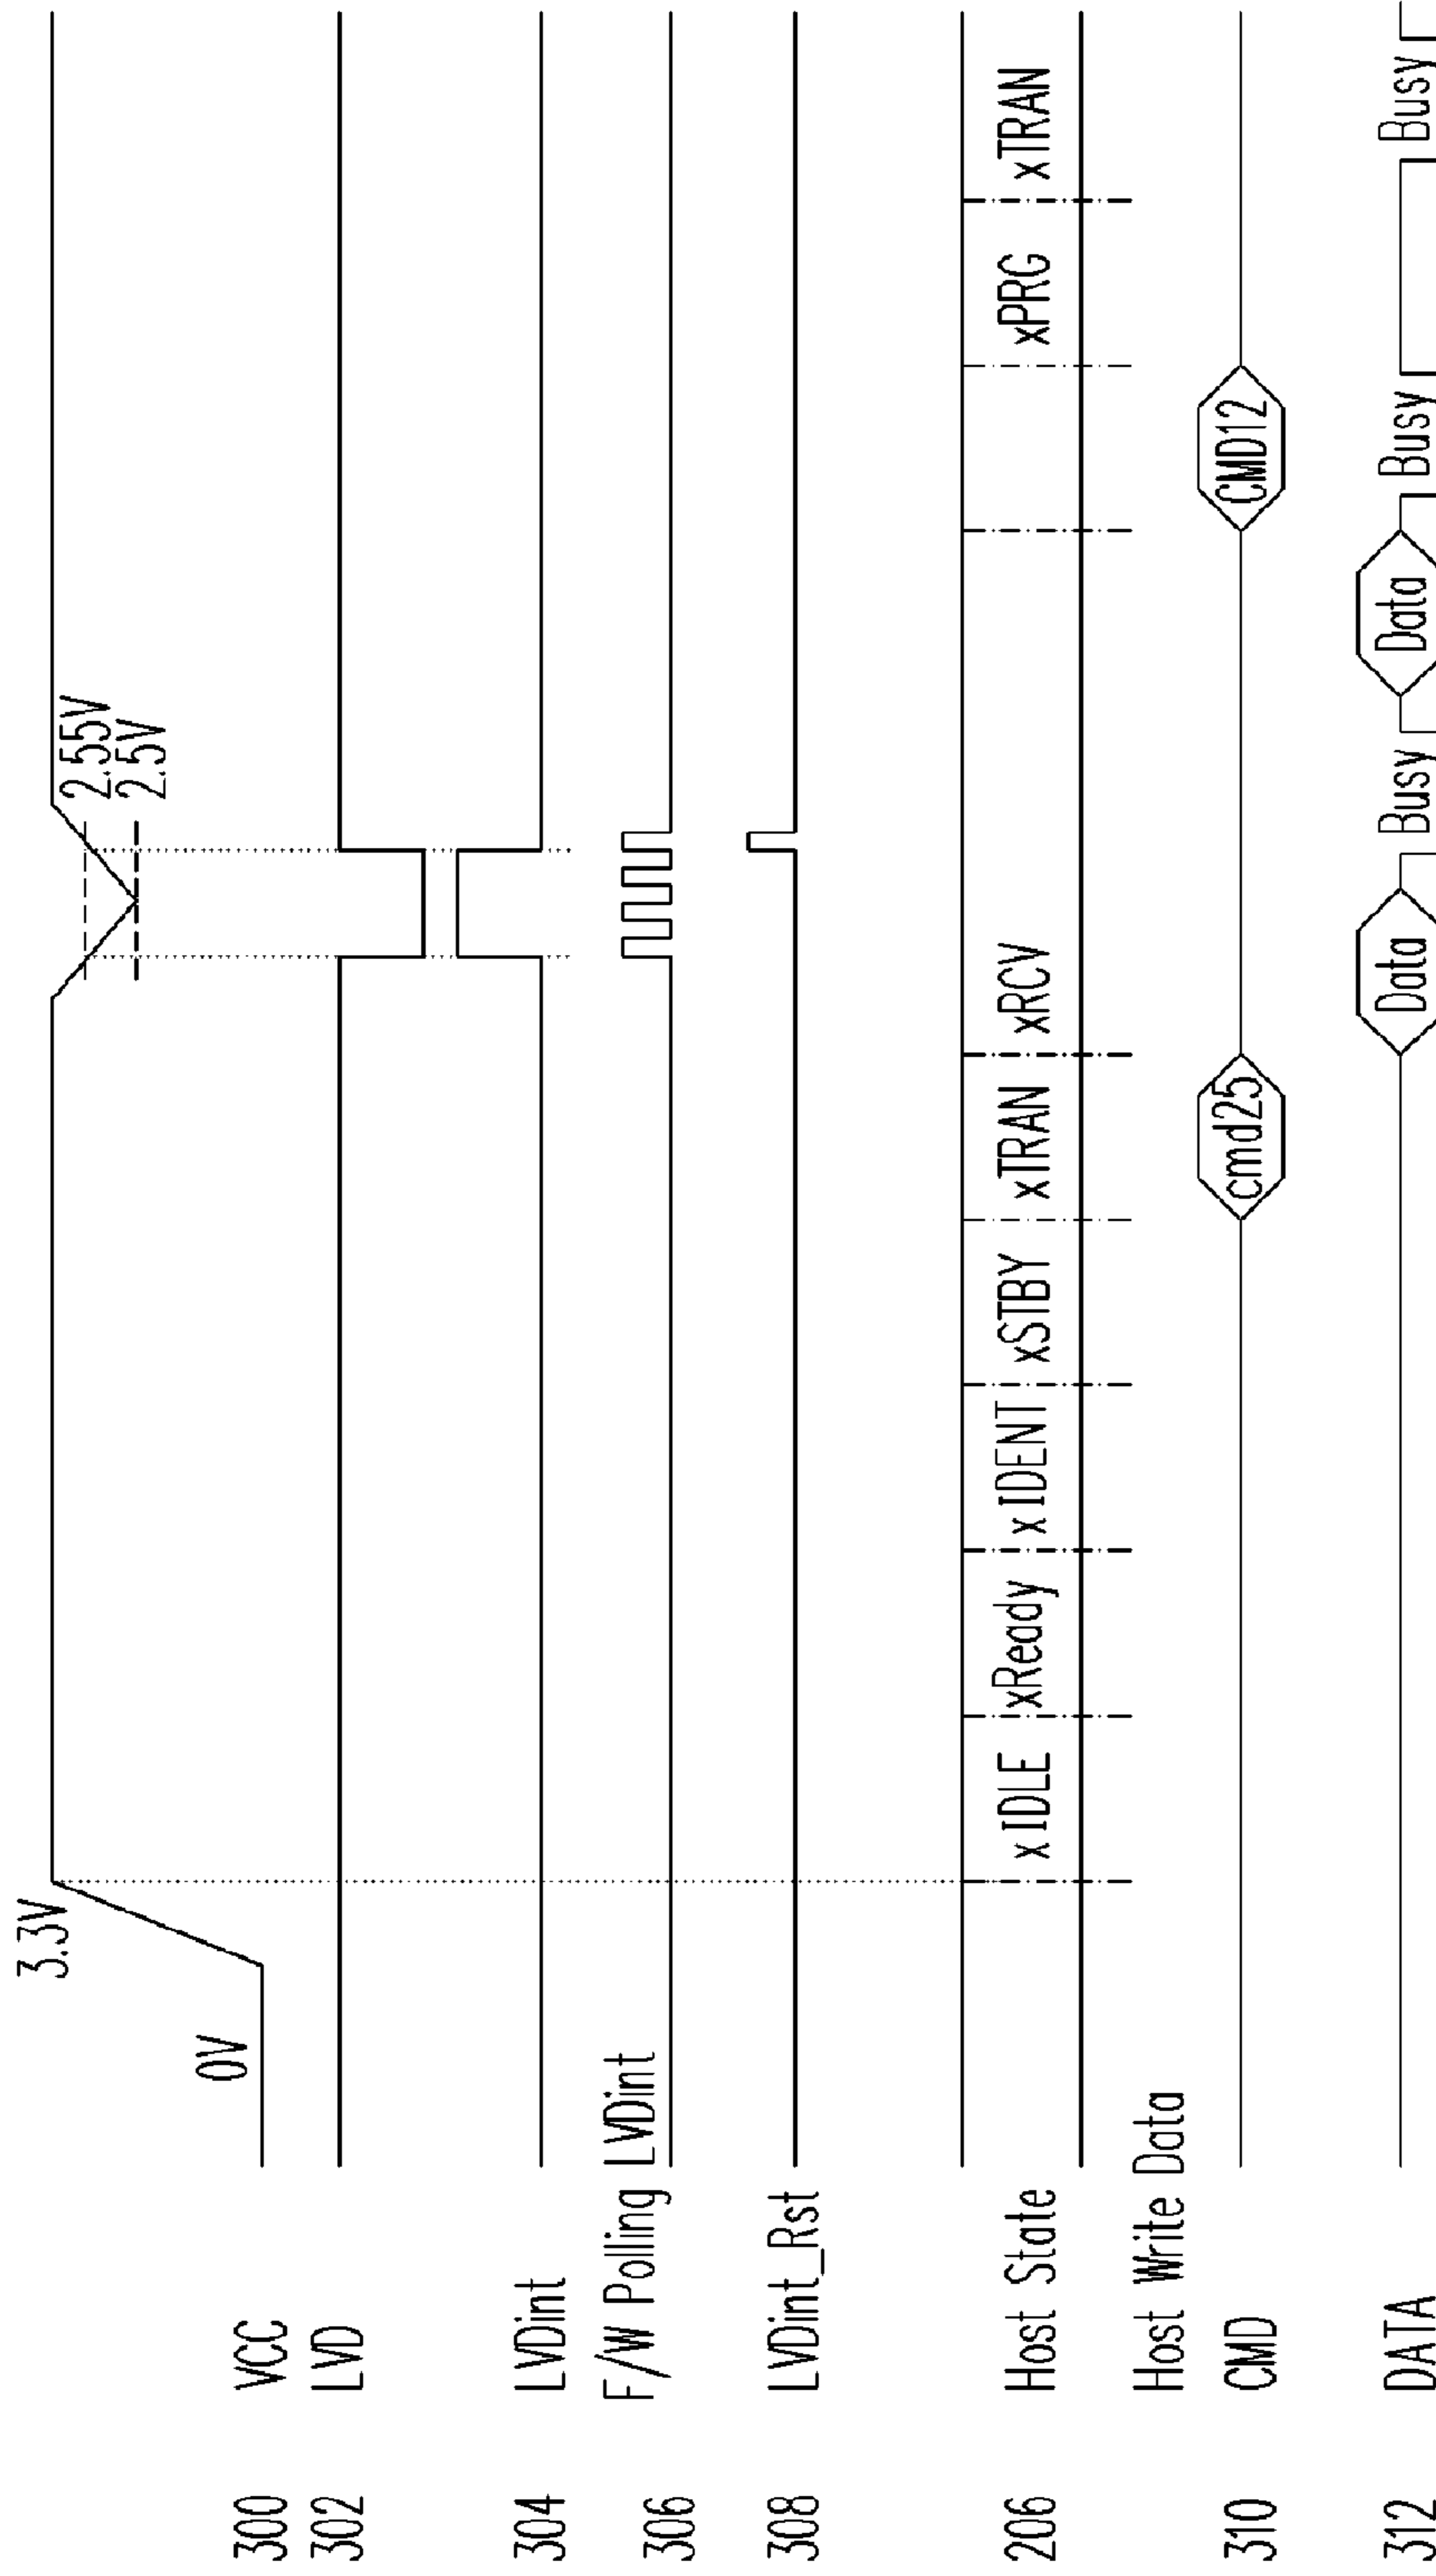 3.3V
0V
2.55V
2.5V
300 VCC
302 LVD
304 LVDint
306 F/W Polling LVDint
308 LVDint_Rst
206 Host State xIDLE xReady xIDENT xSTBY xTRAN xRCV xPRG xTRAN
Host Write Data
310 CMD cmd25 CMD12
312 DATA Data Busy Data Busy Busy